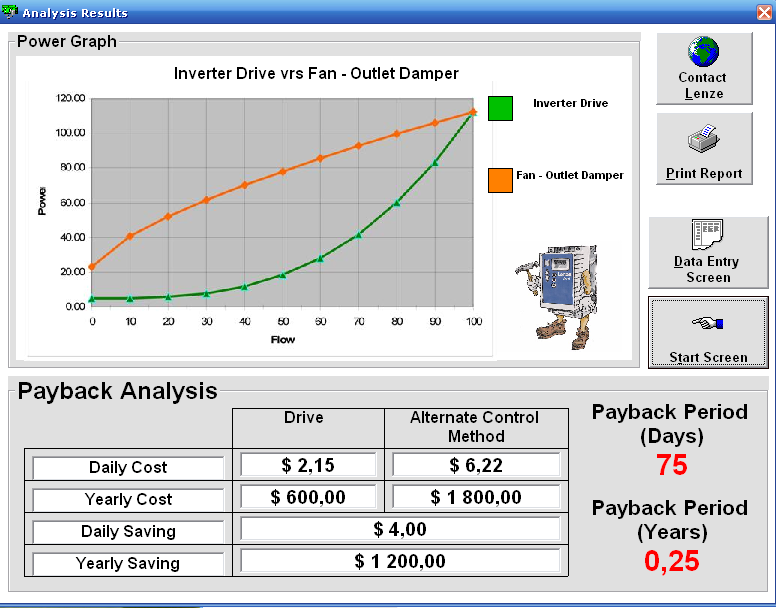 Analysis Results
Power Graph
Inverter Drive vrs Fan - Outlet Damper
120.00
100.00
80.00
60.00
40.00
20.00
0.00
Power
0 10 20 30 40 50 60 70 80 90 100
Flow
Inverter Drive
Fan - Outlet Damper
Contact
Lenze
Print Report
Data Entry
Screen
Start Screen
Payback Analysis
Drive
Alternate Control
Method
Daily Cost
$ 2,15
$ 6,22
Yearly Cost
$ 600,00
$ 1 800,00
Daily Saving
$ 4,00
Yearly Saving
$ 1 200,00
Payback Period
(Days)
75
Payback Period
(Years)
0,25